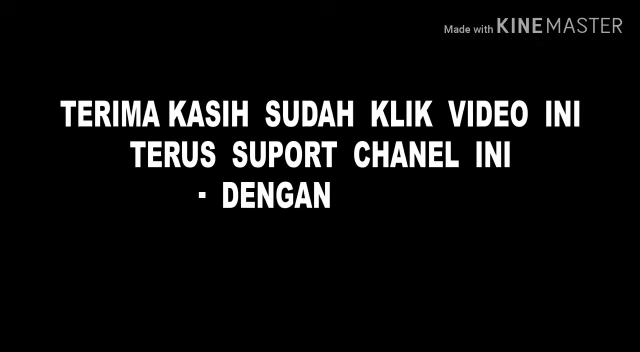 Made with KINEMASTER
TERIMA KASIH SUDAH KLIK VIDEO INI
TERUS SUPORT CHANEL INI
- DENGAN